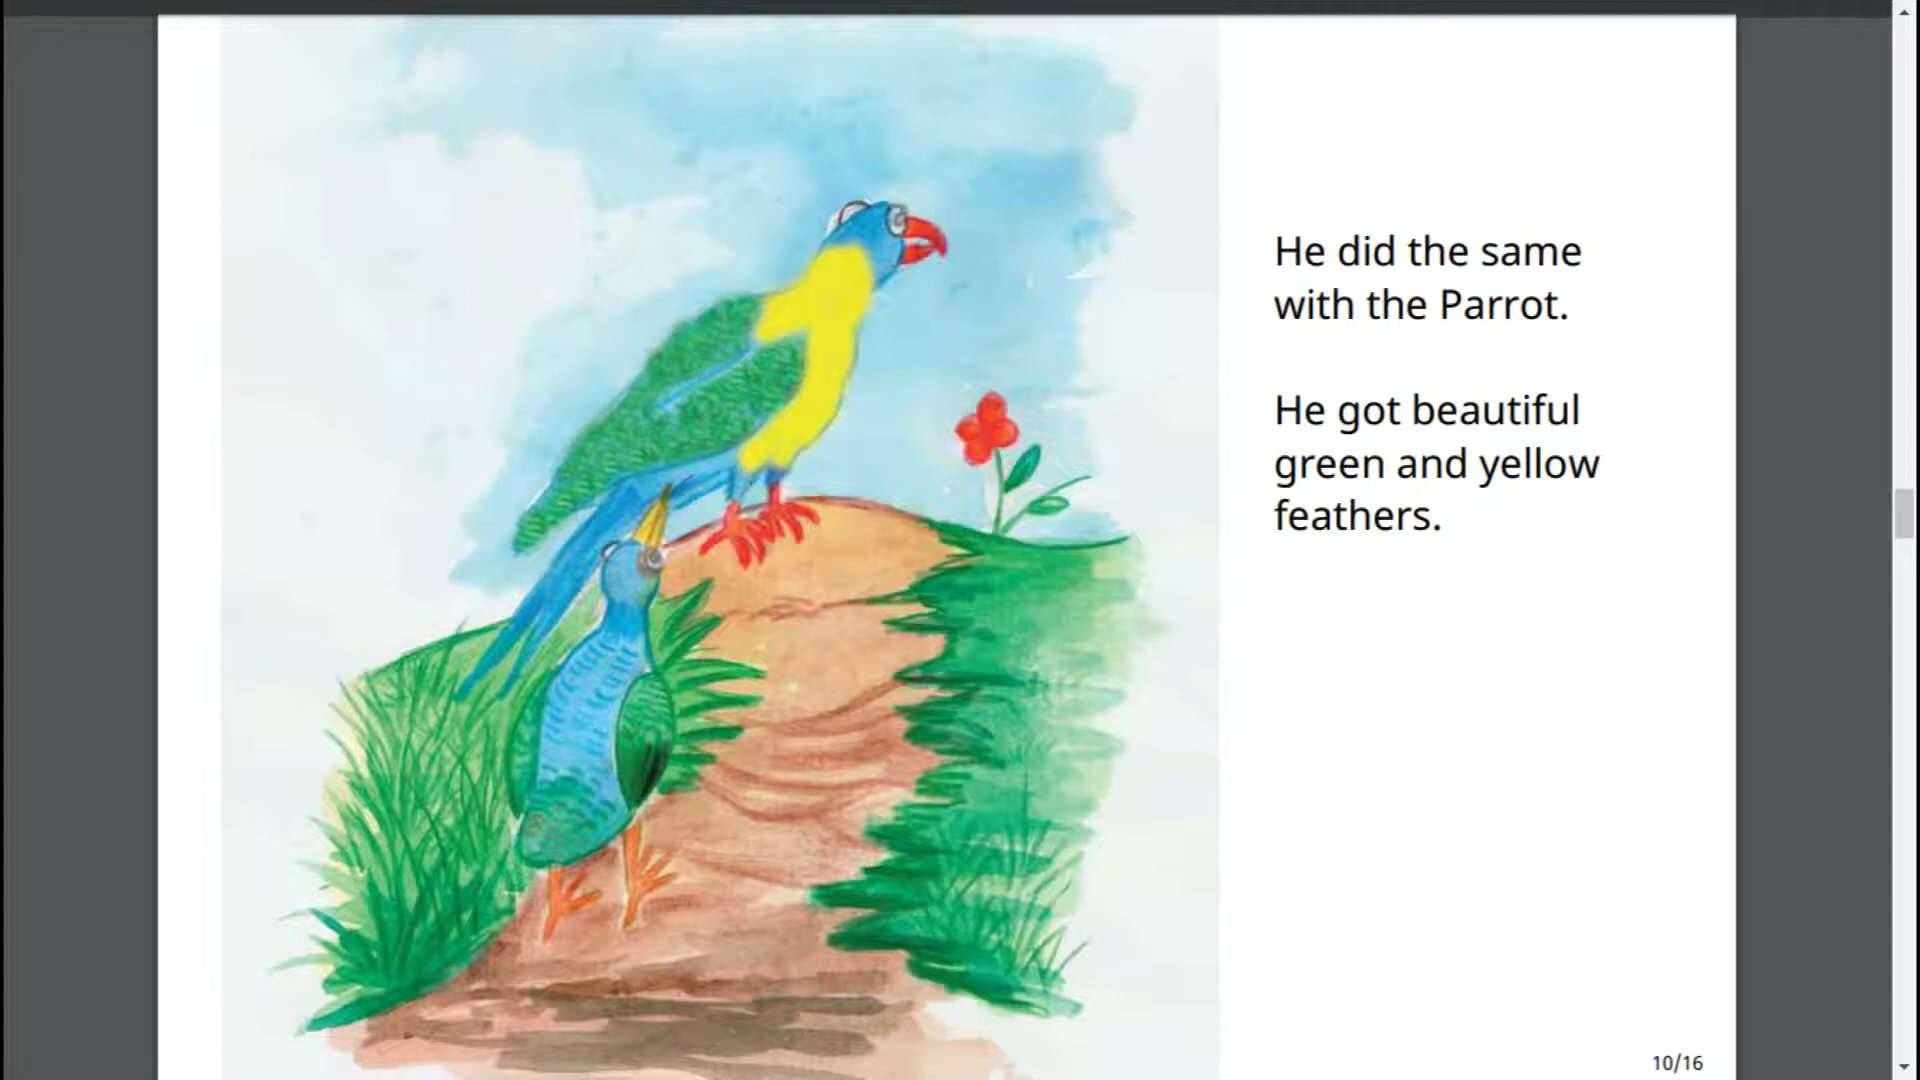 He did the same
with the Parrot.
He got beautiful
green and yellow
feathers.
10/16